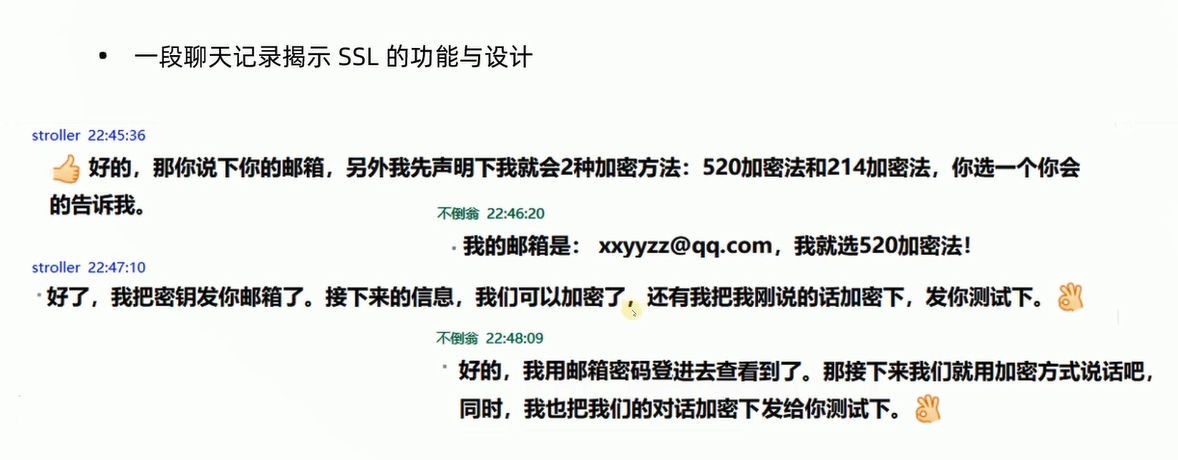 • 一段聊天记录揭示 SSL 的功能与设计
stroller 22:45:36
👍 好的，那你说下你的邮箱，另外我先声明下我就会2种加密方法：520加密法和214加密法，你选一个你会
的告诉我。
不倒翁 22:46:20
我的邮箱是： xxyyzz@qq.com，我就选520加密法！
stroller 22:47:10
好了，我把密钥发你邮箱了。接下来的信息，我们可以加密了，还有我把我刚说的话加密下，发你测试下。👌
不倒翁 22:48:09
好的，我用邮箱密码登进去查看到了。那接下来我们就用加密方式说话吧，
同时，我也把我们的对话加密下发给你测试下。👌